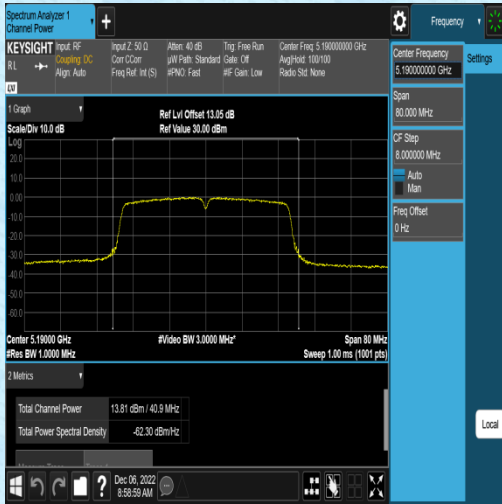 Spectrum Analyzer 1
Channel Power
Frequency
KEYSIGHT
Input: RF
Coupling: DC
Align: Auto
Input Z: 50 Ω
Corr CCorr
Freq Ref: Int (S)
Atten: 40 dB
µW Path: Standard
#PNO: Fast
Trig: Free Run
Gate: Off
#IF Gain: Low
Center Freq: 5.190000000 GHz
Avg|Hold: 100/100
Radio Std: None
RL
LXI
Center Frequency
5.190000000 GHz
Settings
Span
80.000 MHz
CF Step
8.000000 MHz
Auto
Man
Freq Offset
0 Hz
1 Graph
Scale/Div 10.0 dB
Ref Lvl Offset 13.05 dB
Ref Value 30.00 dBm
Log
20.0
10.0
0.00
-10.0
-20.0
-30.0
-40.0
-50.0
-60.0
Center 5.19000 GHz
#Video BW 3.0000 MHz*
Span 80 MHz
#Res BW 1.0000 MHz
Sweep 1.00 ms (1001 pts)
2 Metrics
Total Channel Power 13.81 dBm / 40.9 MHz
Total Power Spectral Density -62.30 dBm/Hz
Local
?
Dec 06, 2022
8:58:59 AM